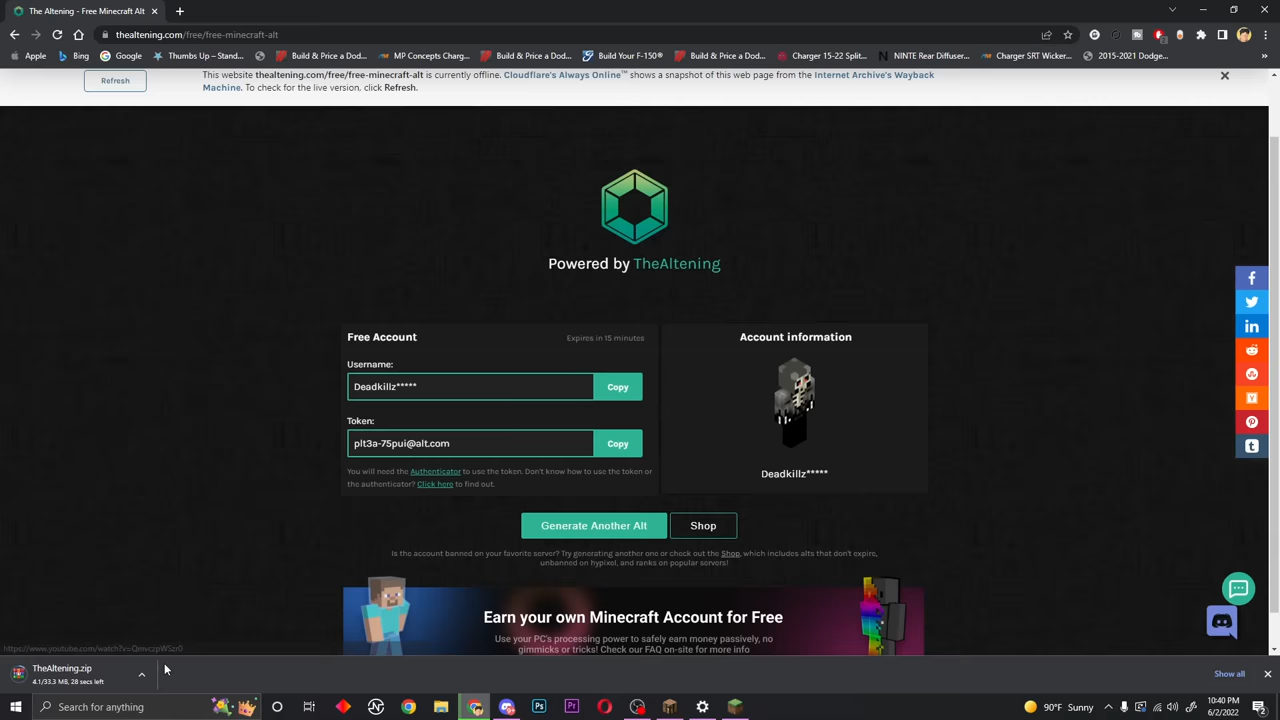 The Altening - Free Minecraft Alt
thealtening.com/free/free-minecraft-alt
Apple
Bing
Google
Thumbs Up – Stand...
Build & Price a Dod...
MP Concepts Charg...
Build & Price a Dod...
Build Your F-150®
Build & Price a Dod...
Charger 15-22 Split...
NINTE Rear Diffuser...
Charger SRT Wicker...
2015-2021 Dodge...
Refresh
This website thealtening.com/free/free-minecraft-alt is currently offline. Cloudflare's Always Online™ shows a snapshot of this web page from the Internet Archive's Wayback
Machine. To check for the live version, click Refresh.
Powered by TheAltening
Free Account
Expires in 15 minutes
Account information
Username:
Deadkillz*****
Copy
Token:
plt3a-75pui@alt.com
Copy
You will need the Authenticator to use the token. Don't know how to use the token or
the authenticator? Click here to find out.
Deadkillz*****
Generate Another Alt
Shop
Is the account banned on your favorite server? Try generating another one or check out the Shop, which includes alts that don't expire,
unbanned on hypixel, and ranks on popular servers!
Earn your own Minecraft Account for Free
Use your PC's processing power to safely earn money passively, no
gimmicks or tricks! Check our FAQ on-site for more info
TheAltening.zip
4.1/33.3 MB, 28 secs left
Show all
Search for anything
90°F Sunny
10:40 PM
6/2/2022